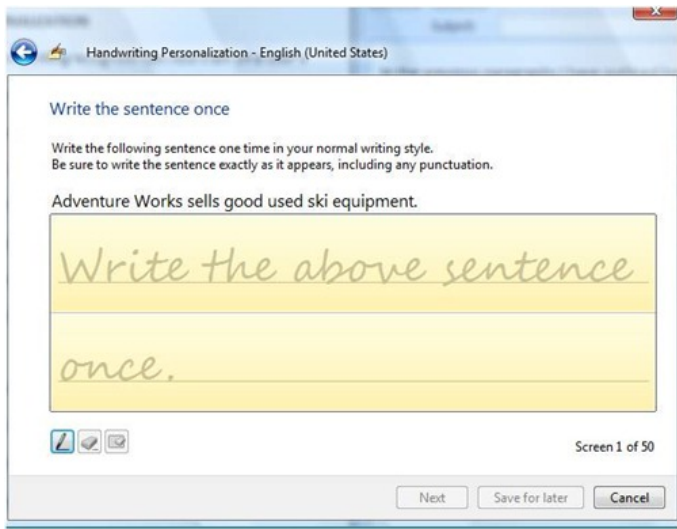 Handwriting Personalization - English (United States)
Write the sentence once
Write the following sentence one time in your normal writing style.
Be sure to write the sentence exactly as it appears, including any punctuation.
Adventure Works sells good used ski equipment.
Write the above sentence
once.
Screen 1 of 50
Next Save for later Cancel